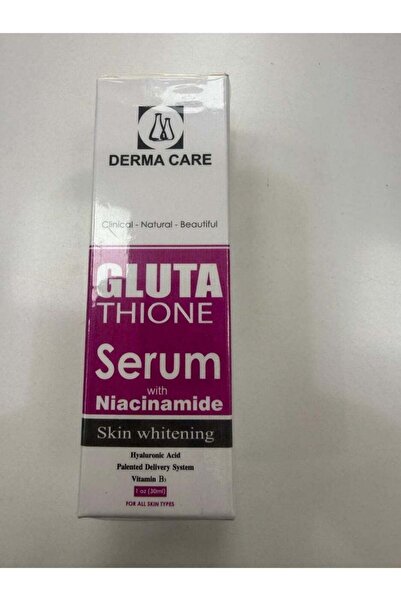 DERMA CARE
Clinical - Natural - Beautiful
GLUTA
THIONE
Serum
with
Niacinamide
Skin whitening
Hyaluronic Acid
Palented Delivery System
Vitamin B3
1 oz (30ml)
FOR ALL SKIN TYPES